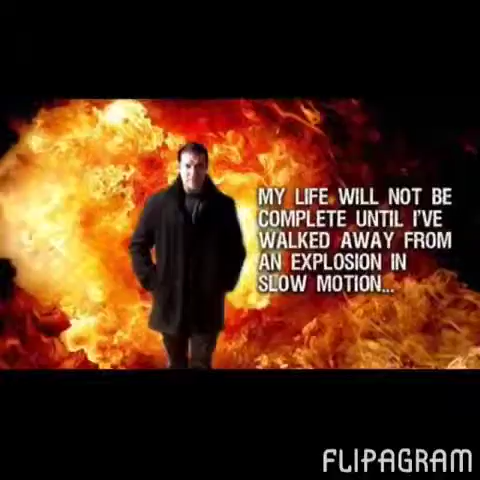 MY LIFE WILL NOT BE
COMPLETE UNTIL I'VE
WALKED AWAY FROM
AN EXPLOSION IN
SLOW MOTION...
FLIPAGRAM